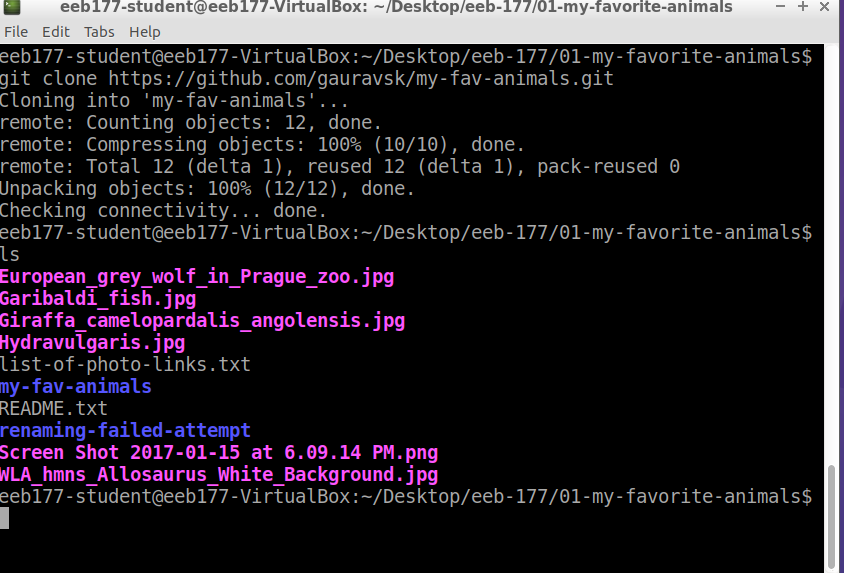 eeb177-student@eeb177-VirtualBox: ~/Desktop/eeb-177/01-my-favorite-animals
File Edit Tabs Help
eeb177-student@eeb177-VirtualBox:~/Desktop/eeb-177/01-my-favorite-animals$
git clone https://github.com/gauravsk/my-fav-animals.git
Cloning into 'my-fav-animals'...
remote: Counting objects: 12, done.
remote: Compressing objects: 100% (10/10), done.
remote: Total 12 (delta 1), reused 12 (delta 1), pack-reused 0
Unpacking objects: 100% (12/12), done.
Checking connectivity... done.
eeb177-student@eeb177-VirtualBox:~/Desktop/eeb-177/01-my-favorite-animals$
ls
European_grey_wolf_in_Prague_zoo.jpg
Garibaldi_fish.jpg
Giraffa_camelopardalis_angolensis.jpg
Hydravulgaris.jpg
list-of-photo-links.txt
my-fav-animals
README.txt
renaming-failed-attempt
Screen Shot 2017-01-15 at 6.09.14 PM.png
WLA_hmns_Allosaurus_White_Background.jpg
eeb177-student@eeb177-VirtualBox:~/Desktop/eeb-177/01-my-favorite-animals$